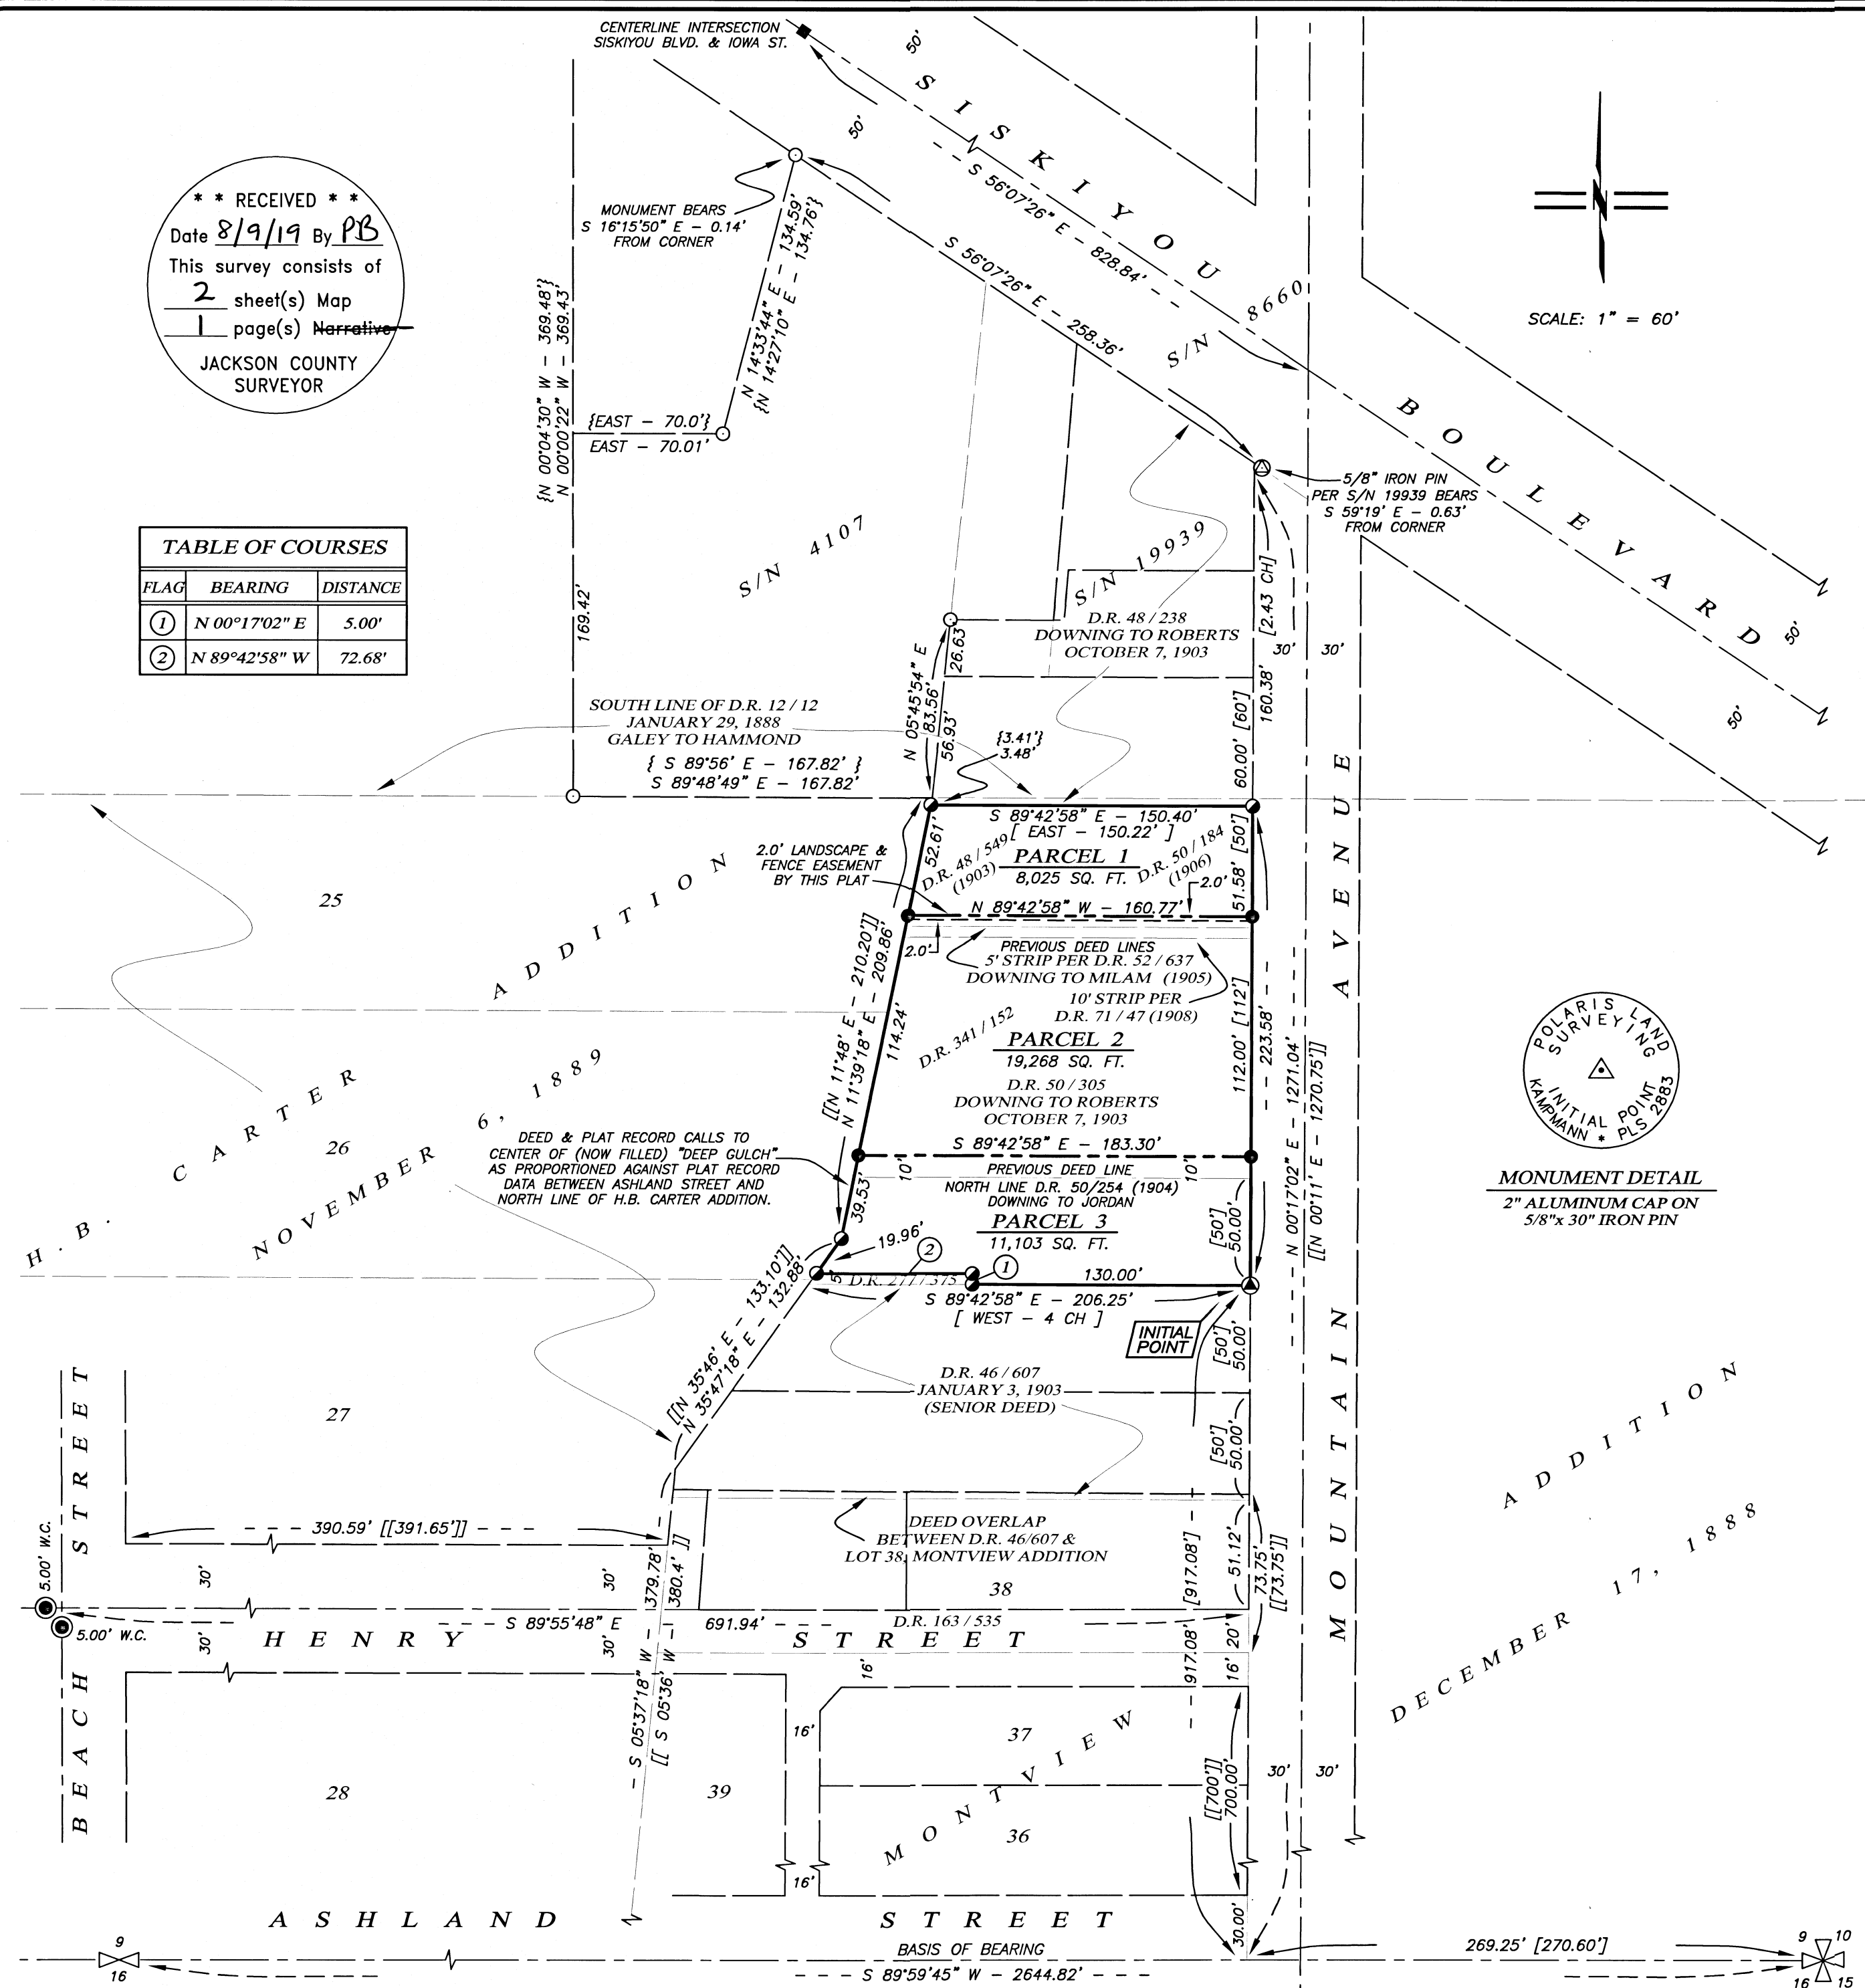 CENTERLINE INTERSECTION
SISKIYOU BLVD. & IOWA ST.
50'
50'
SISKIYOU
BOULEVARD
- - S 56°07'26" E - 828.84' - -
S 56°07'26" E - 258.36'
S/N 8660
* * RECEIVED * *
Date 8/9/19 By PB
This survey consists of
2 sheet(s) Map
1 page(s) Narrative
JACKSON COUNTY
SURVEYOR
MONUMENT BEARS
S 16°15'50" E - 0.14'
FROM CORNER
N 14°33'44" E - 134.59'
{N 14°27'10" E - 134.76'}
{N 00°04'30" W - 369.48'}
N 00°00'22" W - 369.43'
{EAST - 70.0'}
EAST - 70.01'
N
SCALE: 1" = 60'
5/8" IRON PIN
PER S/N 19939 BEARS
S 59°19' E - 0.63'
FROM CORNER
TABLE OF COURSES
FLAG BEARING DISTANCE
1 N 00°17'02" E 5.00'
2 N 89°42'58" W 72.68'
169.42'
S/N 4107
S/N 19939
[2.43 CH]
160.38'
D.R. 48 / 238
DOWNING TO ROBERTS
OCTOBER 7, 1903
30' 30'
50'
50'
26.63'
N 05°45'54" E
83.56'
56.93'
60.00' [60']
SOUTH LINE OF D.R. 12 / 12
JANUARY 29, 1888
GALEY TO HAMMOND
{ S 89°56' E - 167.82' }
S 89°48'49" E - 167.82'
{3.41'}
3.48'
S 89°42'58" E - 150.40'
[ EAST - 150.22' ]
52.61'
D.R. 48 / 549
(1903)
PARCEL 1
8,025 SQ. FT.
D.R. 50 / 184
(1906)
51.58' [50']
2.0' LANDSCAPE &
FENCE EASEMENT
BY THIS PLAT
2.0'
N 89°42'58" W - 160.77'
2.0'
PREVIOUS DEED LINES
5' STRIP PER D.R. 52 / 637
DOWNING TO MILAM (1905)
10' STRIP PER
D.R. 71 / 47 (1908)
25
[[N 11°48' E - 210.20']]
N 11°39'18" E - 209.86'
114.24'
D.R. 341 / 152
PARCEL 2
19,268 SQ. FT.
D.R. 50 / 305
DOWNING TO ROBERTS
OCTOBER 7, 1903
112.00' [112']
- - 223.58' - -
- - - - N 00°17'02" E - 1271.04' - - - -
[[N 00°11' E - 1270.75']]
MOUNTAIN AVENUE
POLARIS LAND
SURVEYING
INITIAL POINT
KAMPMANN * PLS 2883
MONUMENT DETAIL
2" ALUMINUM CAP ON
5/8"x 30" IRON PIN
H.B. CARTER ADDITION
NOVEMBER 6, 1889
26
DEED & PLAT RECORD CALLS TO
CENTER OF (NOW FILLED) "DEEP GULCH"
AS PROPORTIONED AGAINST PLAT RECORD
DATA BETWEEN ASHLAND STREET AND
NORTH LINE OF H.B. CARTER ADDITION.
S 89°42'58" E - 183.30'
10'
10'
PREVIOUS DEED LINE
NORTH LINE D.R. 50/254 (1904)
DOWNING TO JORDAN
PARCEL 3
11,103 SQ. FT.
39.53'
19.96'
2
1
[50']
50.00'
5'
D.R. 277 / 375
130.00'
S 89°42'58" E - 206.25'
[ WEST - 4 CH ]
INITIAL
POINT
[[N 35°46' E - 133.10']]
N 35°47'18" E - 132.88'
[50']
50.00'
D.R. 46 / 607
JANUARY 3, 1903
(SENIOR DEED)
27
[50']
50.00'
DEED OVERLAP
BETWEEN D.R. 46/607 &
LOT 38, MONTVIEW ADDITION
- - - 390.59' [[391.65']] - - -
5.00' W.C.
5.00' W.C.
30'
30'
30'
30'
38
51.12'
73.75'
[[73.75']]
- - - S 89°55'48" E 691.94' - - -
D.R. 163 / 535
HENRY STREET
20'
16'
16'
[917.08']
917.08'
- S 05°37'18" W - 379.78' -
[[ S 05°36' W - 380.4' ]]
BEACH STREET
28
39
16'
16'
37
36
MONTVIEW
ADDITION
DECEMBER 17, 1888
[[700']]
700.00'
30' 30'
30.00'
ASHLAND STREET
BASIS OF BEARING
- - - S 89°59'45" W - 2644.82' - - -
269.25' [270.60']
9
16
9 10
16 15